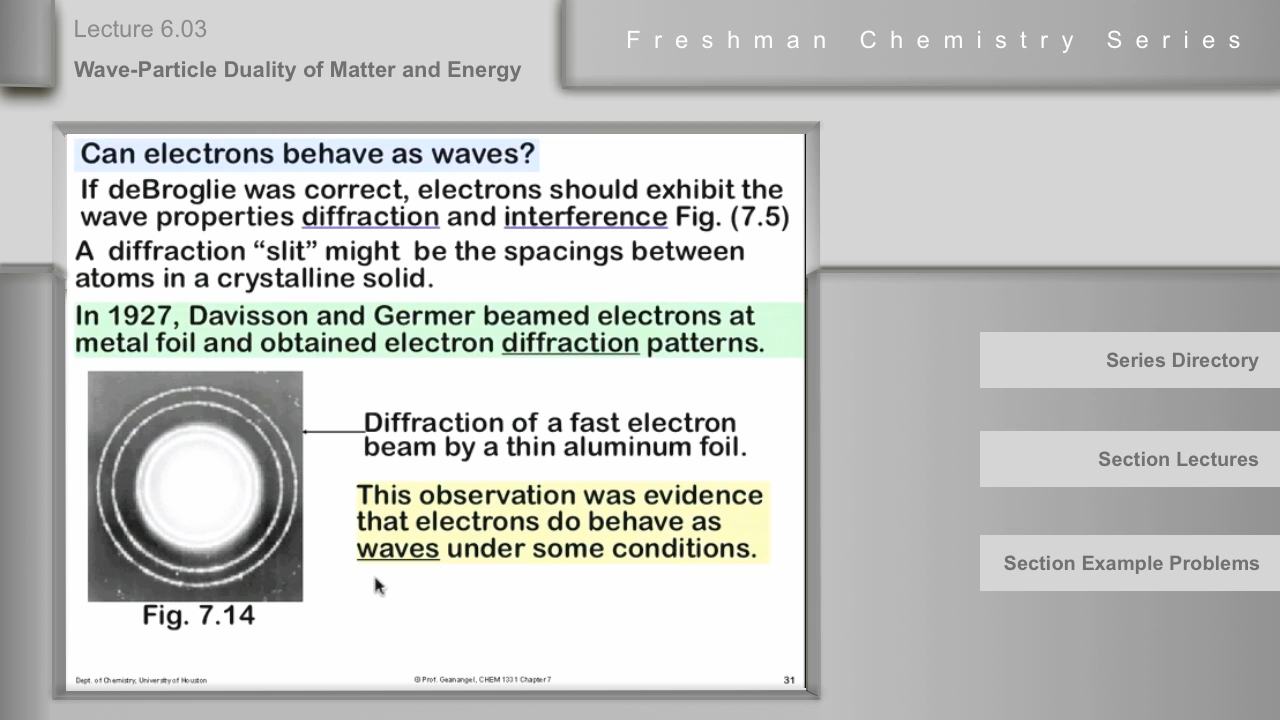 Lecture 6.03
Wave-Particle Duality of Matter and Energy
Freshman Chemistry Series
Can electrons behave as waves?
If deBroglie was correct, electrons should exhibit the
wave properties diffraction and interference Fig. (7.5)
A diffraction “slit” might be the spacings between
atoms in a crystalline solid.
In 1927, Davisson and Germer beamed electrons at
metal foil and obtained electron diffraction patterns.
Diffraction of a fast electron
beam by a thin aluminum foil.
This observation was evidence
that electrons do behave as
waves under some conditions.
Fig. 7.14
Dept. of Chemistry, University of Houston
© Prof. Geanangel, CHEM 1331 Chapter 7
31
Series Directory
Section Lectures
Section Example Problems